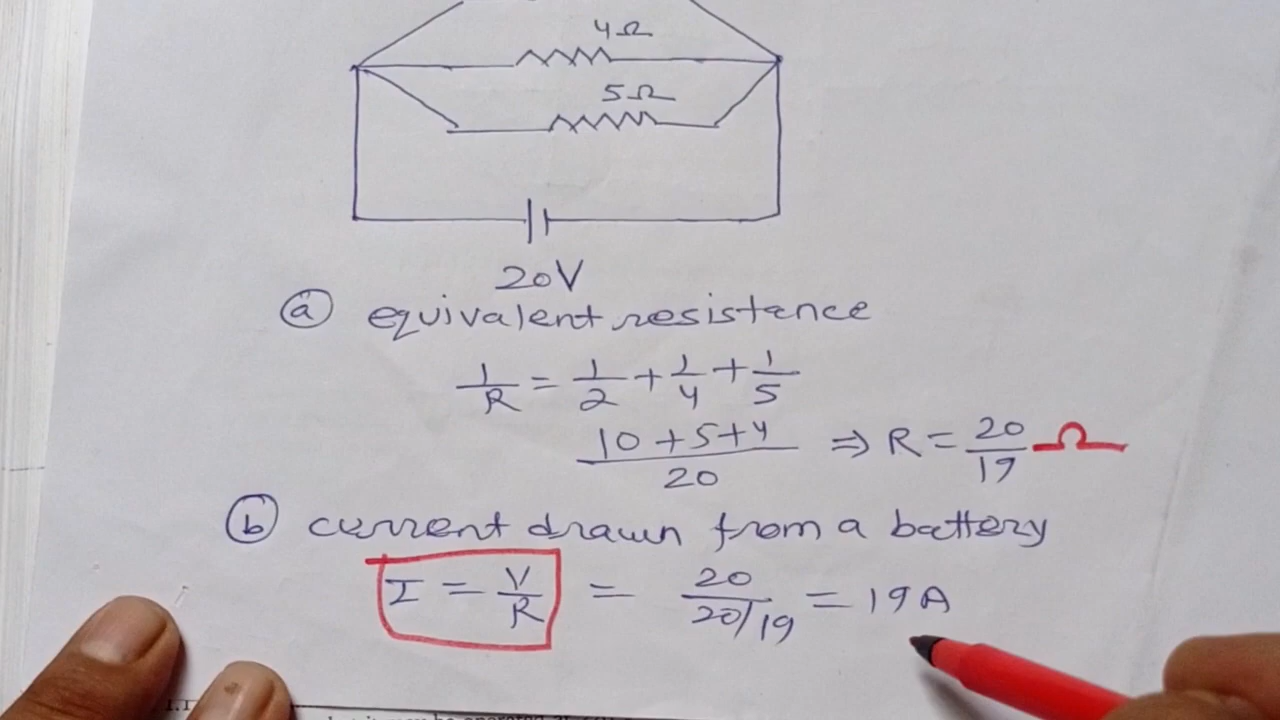 4Ω
5Ω
20V
(a) equivalent resistance
1/R = 1/2 + 1/4 + 1/5
10+5+4/20 ⇒ R = 20/19 Ω
(b) current drawn from a battery
I = V/R = 20/20/19 = 19A